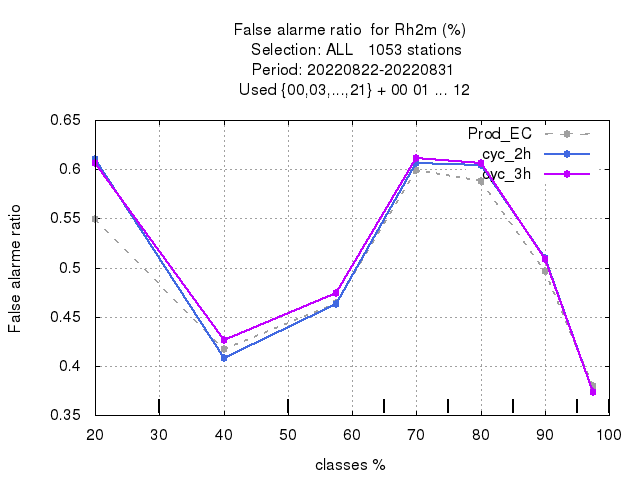 False alarme ratio  for Rh2m (%)
Selection: ALL   1053 stations
Period: 20220822-20220831
Used {00,03,...,21} + 00 01 ... 12
False alarme ratio
0.65
0.6
0.55
0.5
0.45
0.4
0.35
Prod_EC
cyc_2h
cyc_3h
20 30 40 50 60 70 80 90 100
classes %